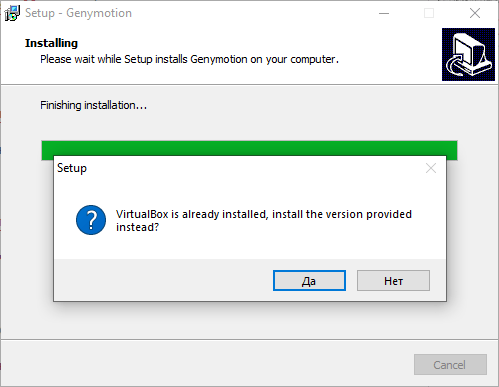 Setup - Genymotion
Installing
Please wait while Setup installs Genymotion on your computer.
Finishing installation...
Setup
VirtualBox is already installed, install the version provided
instead?
Да
Нет
Cancel